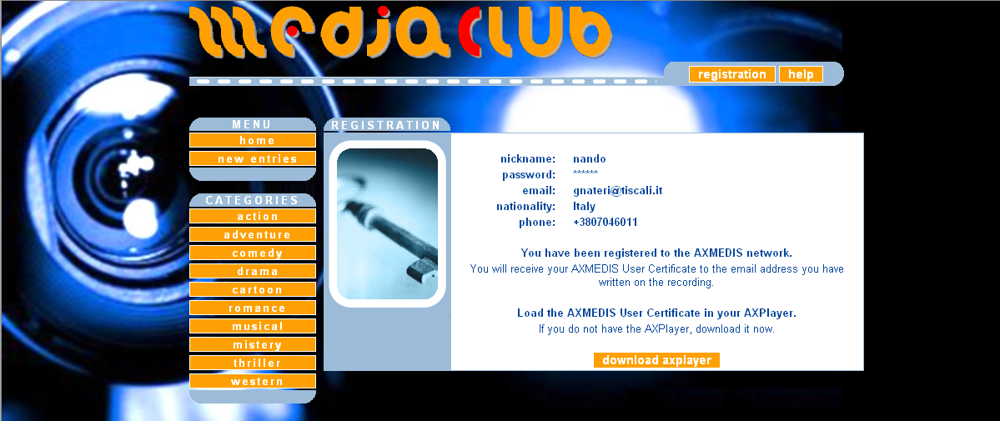 medja club
registration help
MENU
home
new entries
CATEGORIES
action
adventure
comedy
drama
cartoon
romance
musical
mistery
thriller
western
REGISTRATION
nickname: nando
password: ******
email: gnateri@tiscali.it
nationality: Italy
phone: +3807046011
You have been registered to the AXMEDIS network.
You will receive your AXMEDIS User Certificate to the email address you have
written on the recording.
Load the AXMEDIS User Certificate in your AXPlayer.
If you do not have the AXPlayer, download it now.
download axplayer